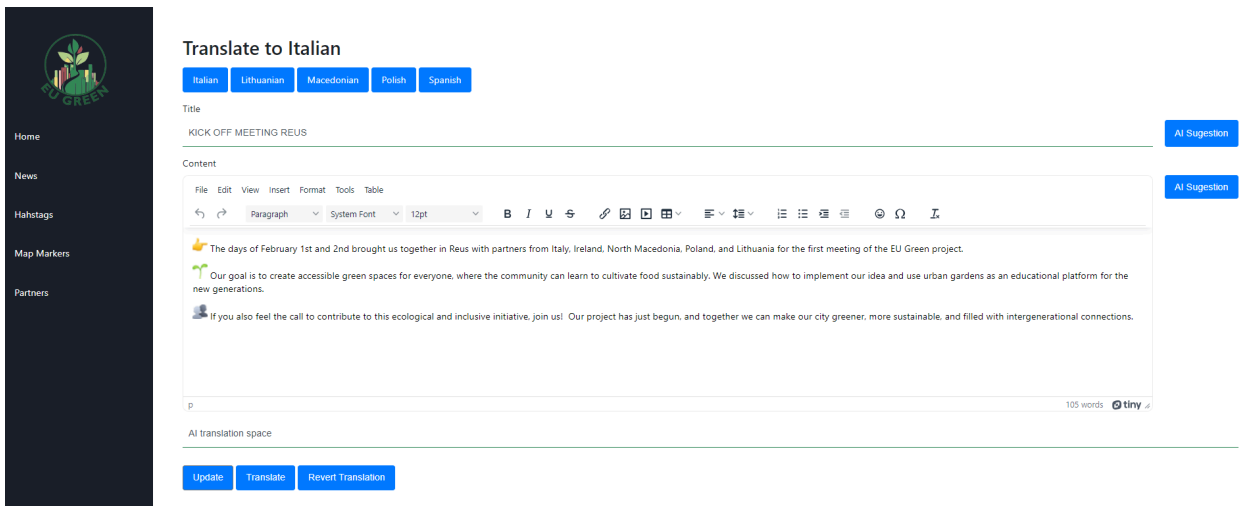 EU GREEN
Home
News
Hahstags
Map Markers
Partners
Translate to Italian
Italian Lithuanian Macedonian Polish Spanish
Title
KICK OFF MEETING REUS
AI Sugestion
Content
AI Sugestion
File Edit View Insert Format Tools Table
Paragraph System Font 12pt B I U S
The days of February 1st and 2nd brought us together in Reus with partners from Italy, Ireland, North Macedonia, Poland, and Lithuania for the first meeting of the EU Green project.
Our goal is to create accessible green spaces for everyone, where the community can learn to cultivate food sustainably. We discussed how to implement our idea and use urban gardens as an educational platform for the
new generations.
If you also feel the call to contribute to this ecological and inclusive initiative, join us! Our project has just begun, and together we can make our city greener, more sustainable, and filled with intergenerational connections.
p
105 words tiny
AI translation space
Update Translate Revert Translation